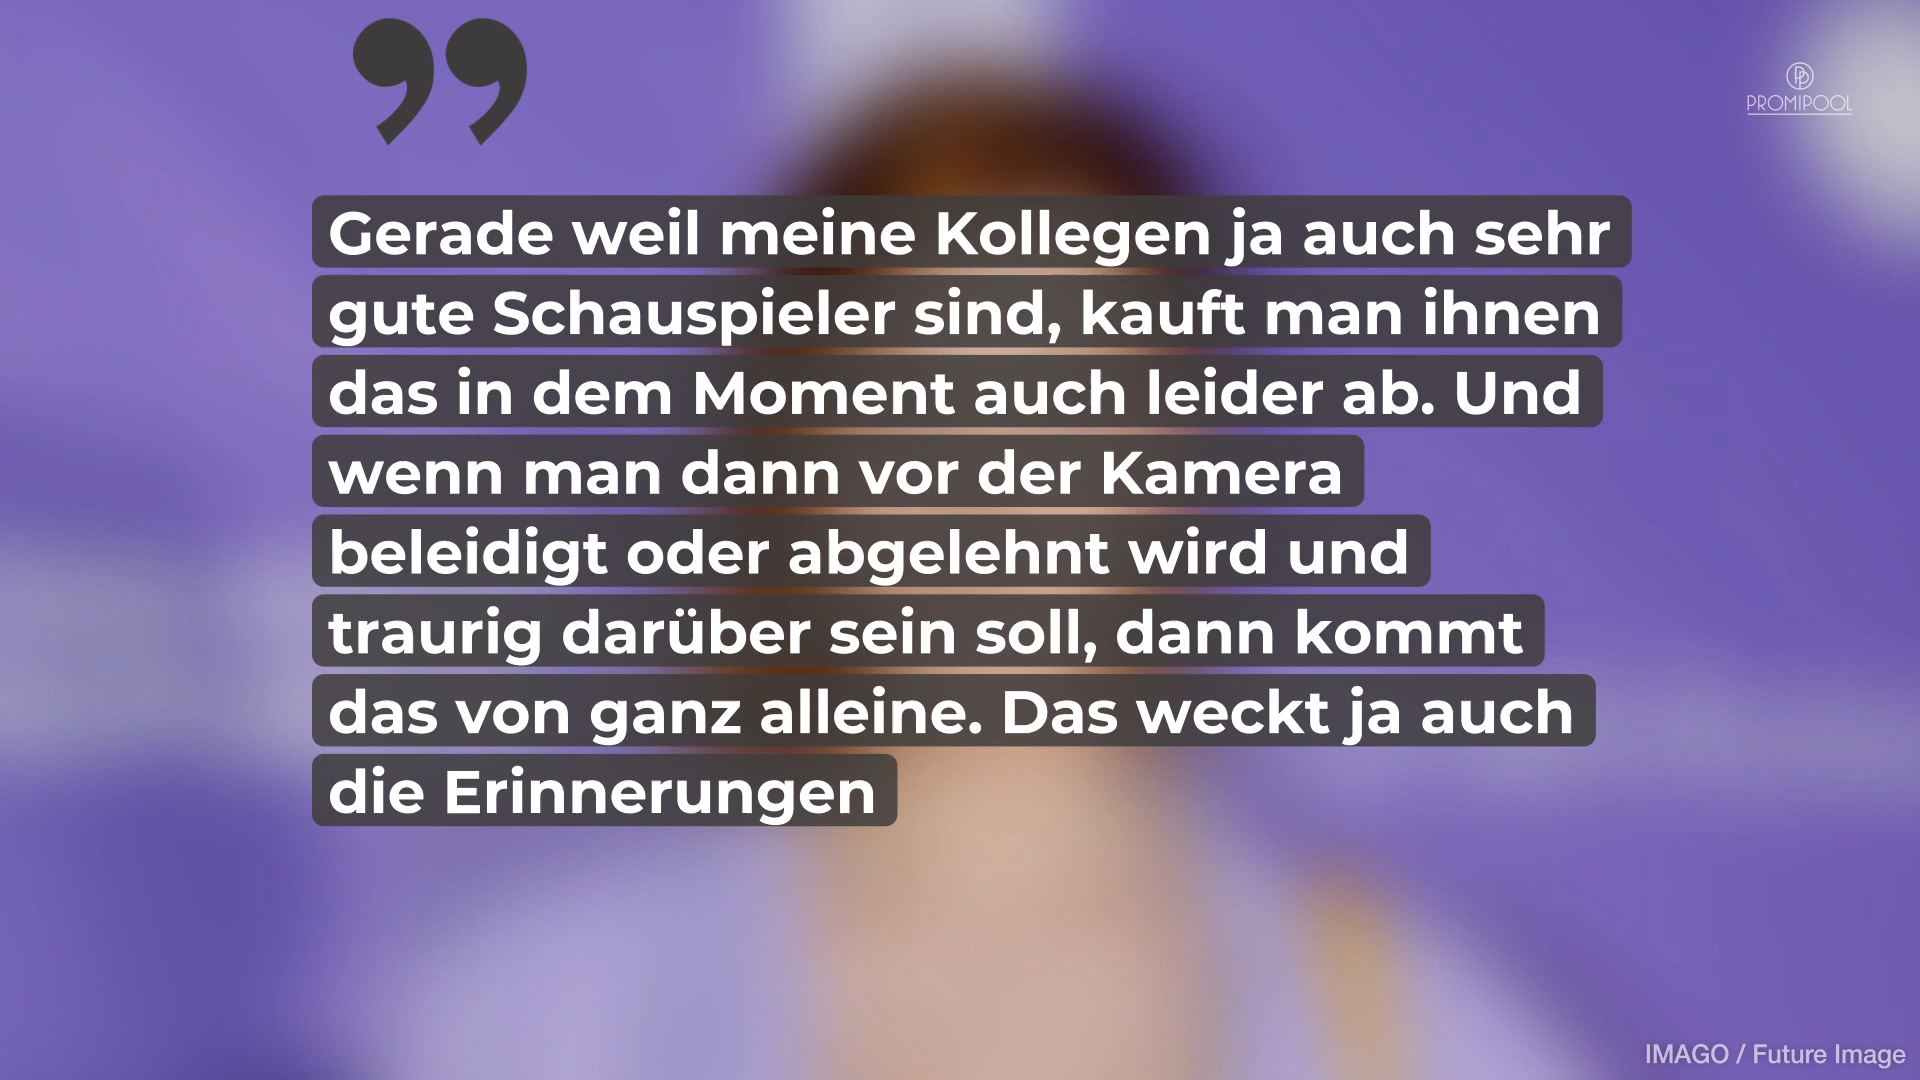 PROMIPOOL
Gerade weil meine Kollegen ja auch sehr
gute Schauspieler sind, kauft man ihnen
das in dem Moment auch leider ab. Und
wenn man dann vor der Kamera
beleidigt oder abgelehnt wird und
traurig darüber sein soll, dann kommt
das von ganz alleine. Das weckt ja auch
die Erinnerungen
IMAGO / Future Image